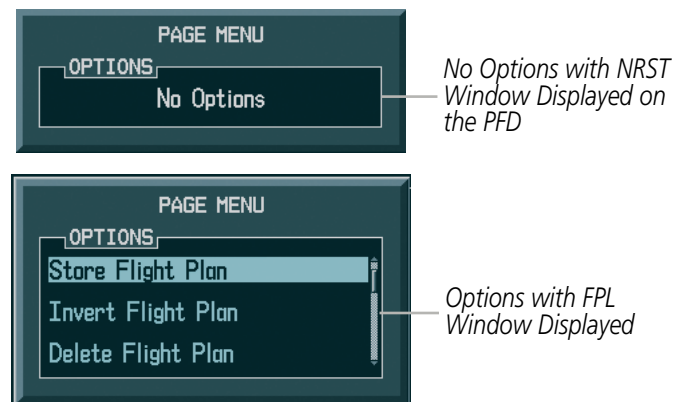 PAGE MENU
OPTIONS
No Options
No Options with NRST
Window Displayed on
the PFD
PAGE MENU
OPTIONS
Store Flight Plan
Invert Flight Plan
Delete Flight Plan
Options with FPL
Window Displayed